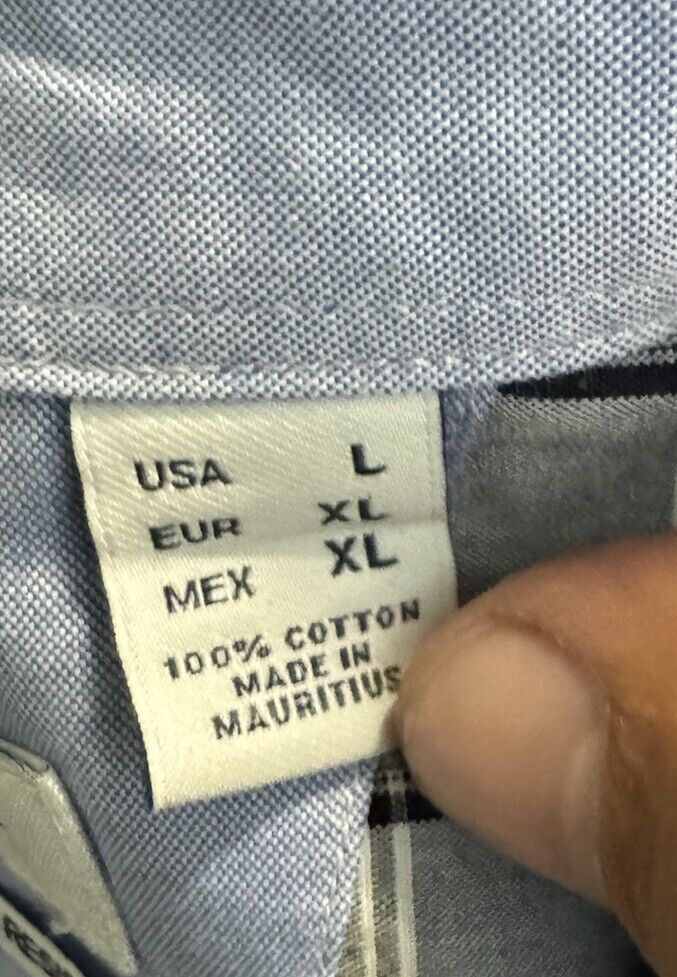 USA L
EUR XL
MEX XL
100% COTTON
MADE IN
MAURITIUS